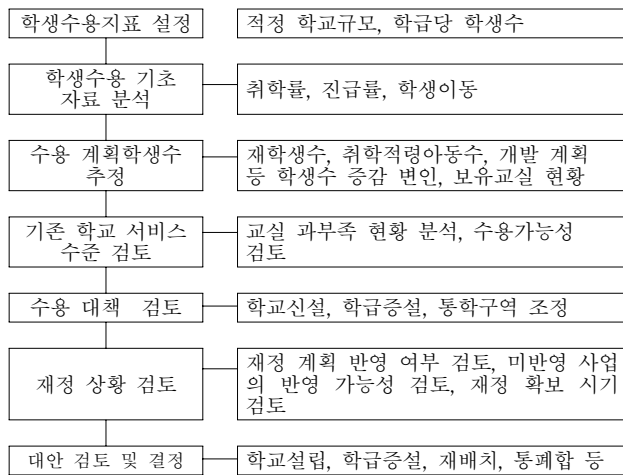 학생수용지표 설정
적정 학교규모, 학급당 학생수
학생수용 기초
자료 분석
취학률, 진급률, 학생이동
수용 계획학생수
추정
재학생수, 취학적령아동수, 개발 계획
등 학생수 증감 변인, 보유교실 현황
기존 학교 서비스
수준 검토
교실 과부족 현황 분석, 수용가능성
검토
수용 대책 검토
학교신설, 학급증설, 통학구역 조정
재정 상황 검토
재정 계획 반영 여부 검토, 미반영 사업
의 반영 가능성 검토, 재정 확보 시기
검토
대안 검토 및 결정
학교설립, 학급증설, 재배치, 통폐합 등